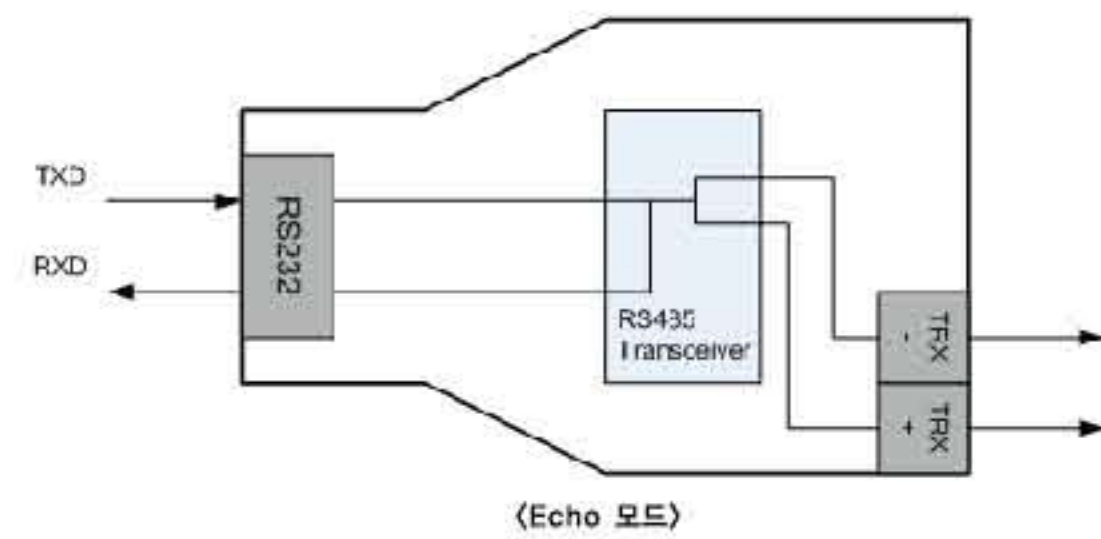 TXD
RXD
RS232
RS485
Transceiver
- TRX
+ TRX
<Echo 모드>